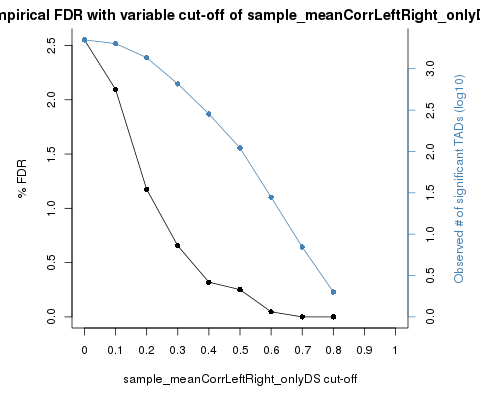 mpirical FDR with variable cut-off of sample_meanCorrLeftRight_onlyD
% FDR
0.0 0.5 1.0 1.5 2.0 2.5
0.0 0.5 1.0 1.5 2.0 2.5 3.0
Observed # of significant TADs (log10)
0 0.1 0.2 0.3 0.4 0.5 0.6 0.7 0.8 0.9 1
sample_meanCorrLeftRight_onlyDS cut-off